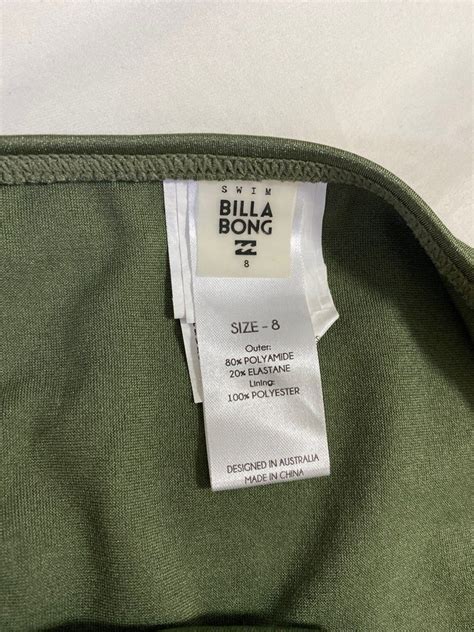 SWIM
BILLA
BONG
8
SIZE - 8
Outer:
80% POLYAMIDE
20% ELASTANE
Lining:
100% POLYESTER
DESIGNED IN AUSTRALIA
MADE IN CHINA